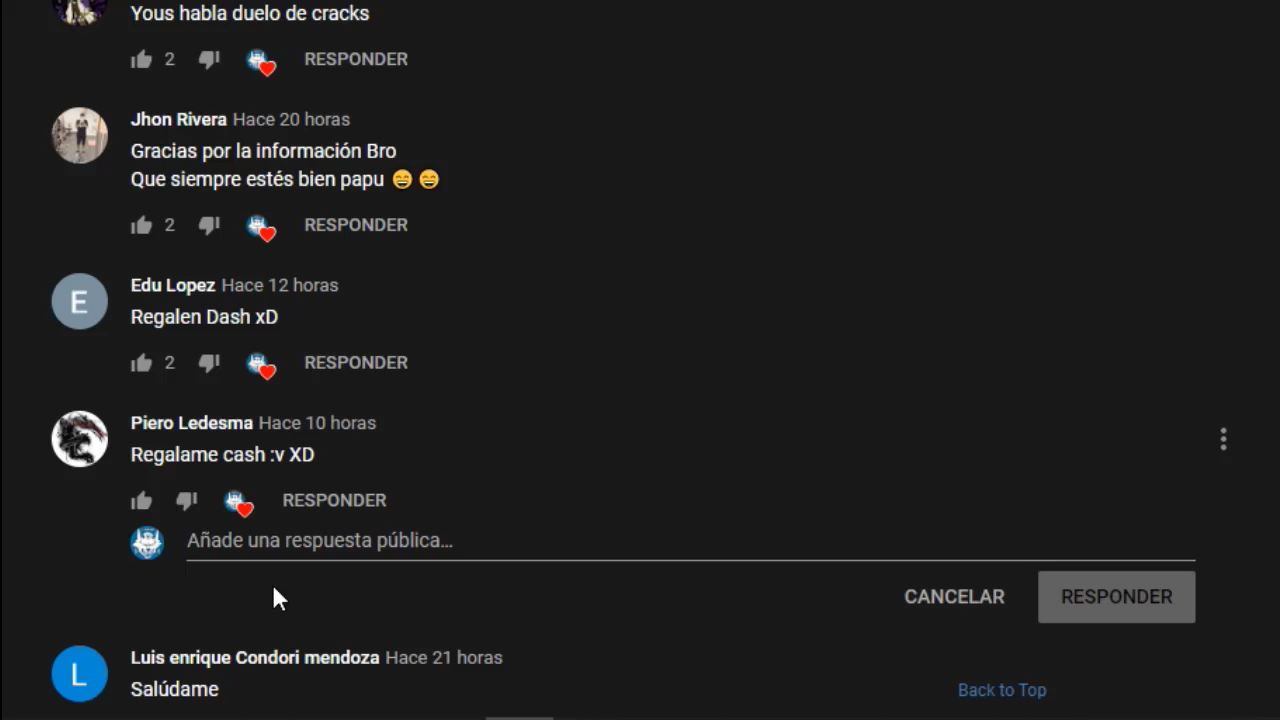 Yous habla duelo de cracks
2 RESPONDER
Jhon Rivera Hace 20 horas
Gracias por la información Bro
Que siempre estés bien papu 😄 😄
2 RESPONDER
E
Edu Lopez Hace 12 horas
Regalen Dash xD
2 RESPONDER
Piero Ledesma Hace 10 horas
Regalame cash :v XD
RESPONDER
Añade una respuesta pública...
CANCELAR RESPONDER
L
Luis enrique Condori mendoza Hace 21 horas
Salúdame
Back to Top